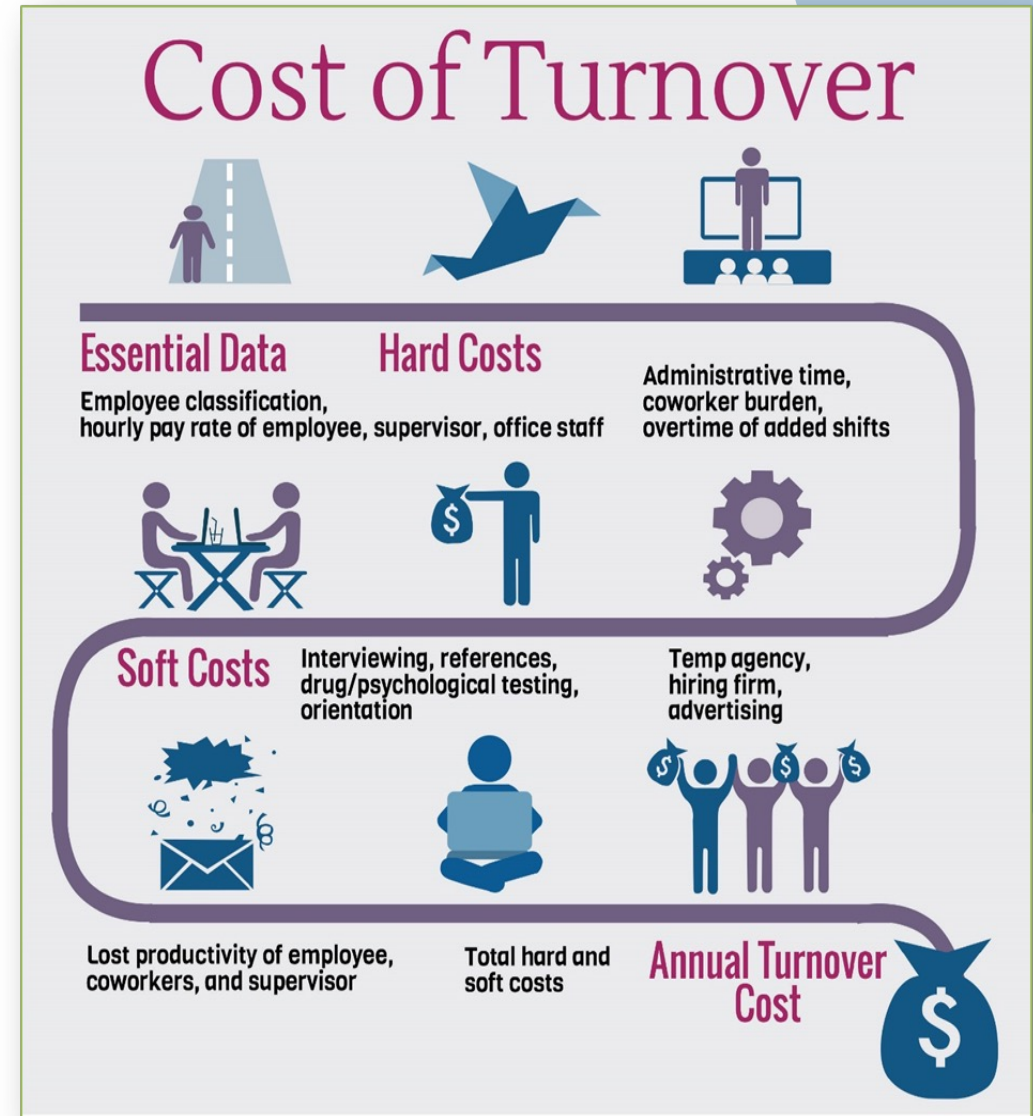 Cost of Turnover
Essential Data
Hard Costs
Employee classification,
hourly pay rate of employee, supervisor, office staff
Administrative time,
coworker burden,
overtime of added shifts
$
Soft Costs
Interviewing, references,
drug/psychological testing,
orientation
Temp agency,
hiring firm,
advertising
$ $ $
Lost productivity of employee,
coworkers, and supervisor
Total hard and
soft costs
Annual Turnover
Cost
$